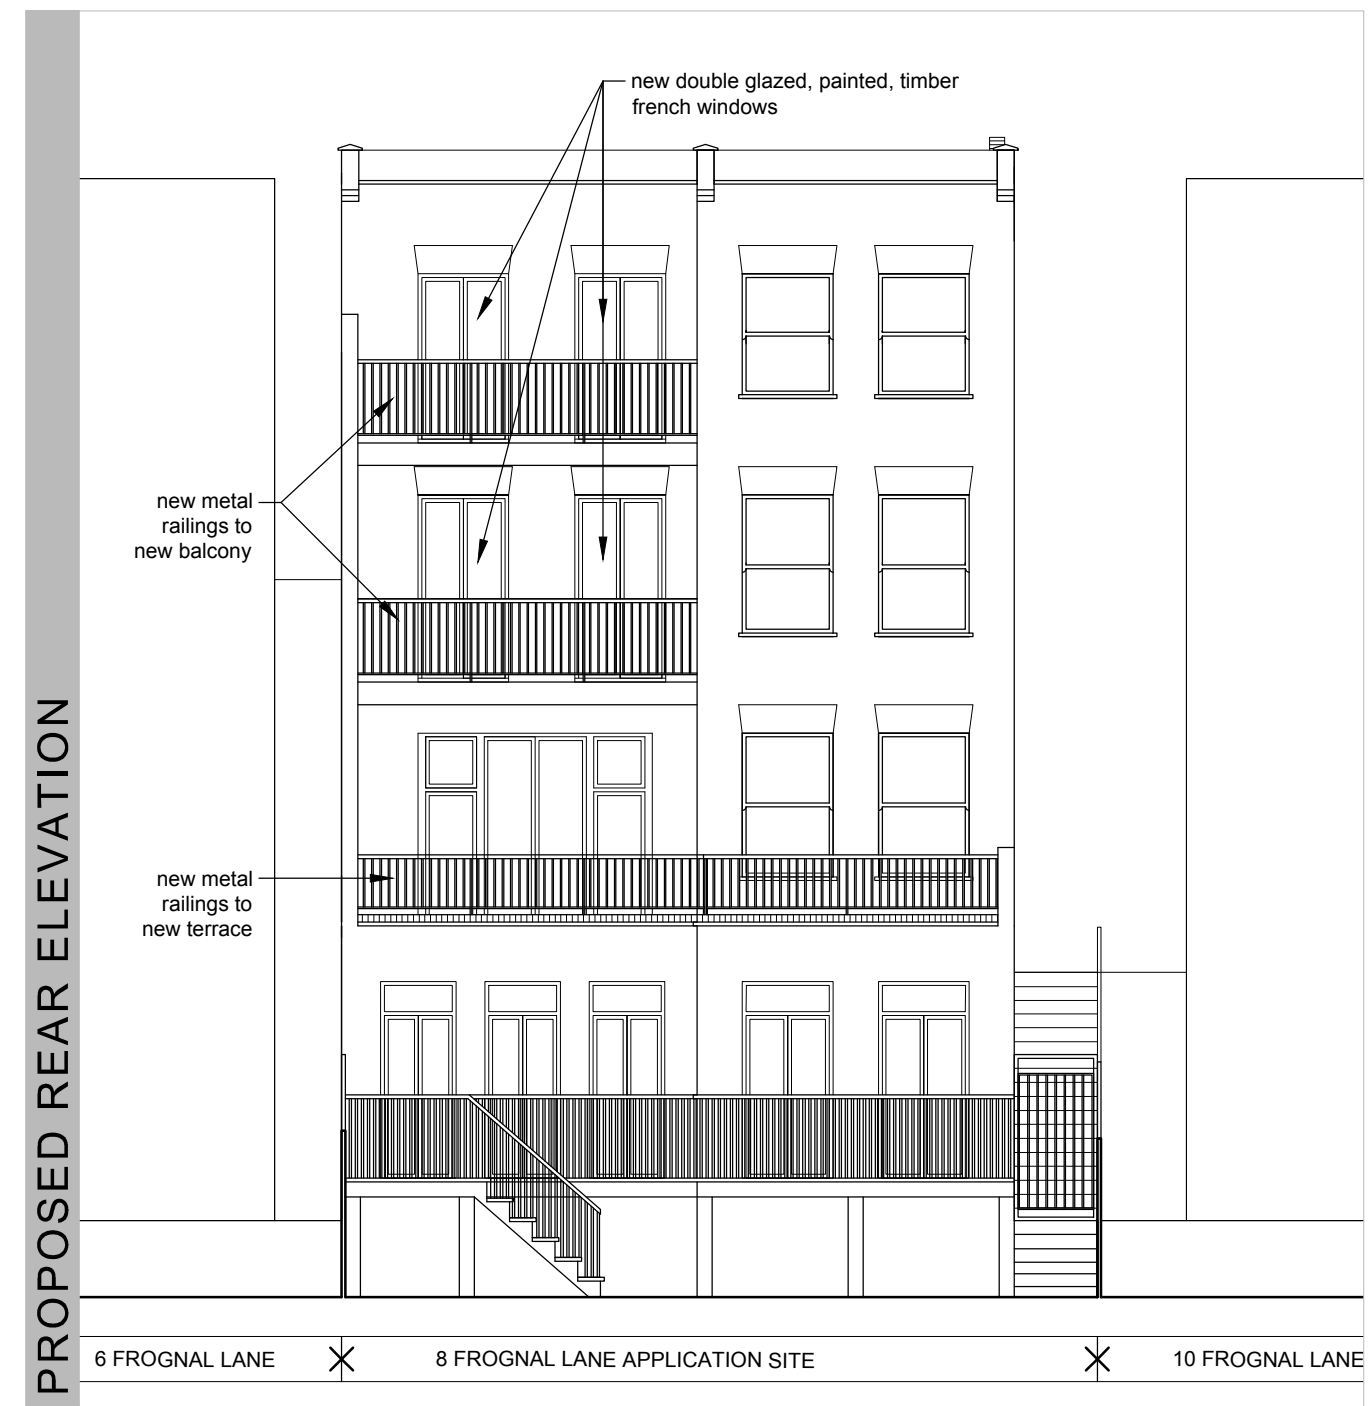 PROPOSED REAR ELEVATION
new double glazed, painted, timber
french windows
new metal
railings to
new balcony
new metal
railings to
new terrace
6 FROGNAL LANE
8 FROGNAL LANE APPLICATION SITE
10 FROGNAL LANE